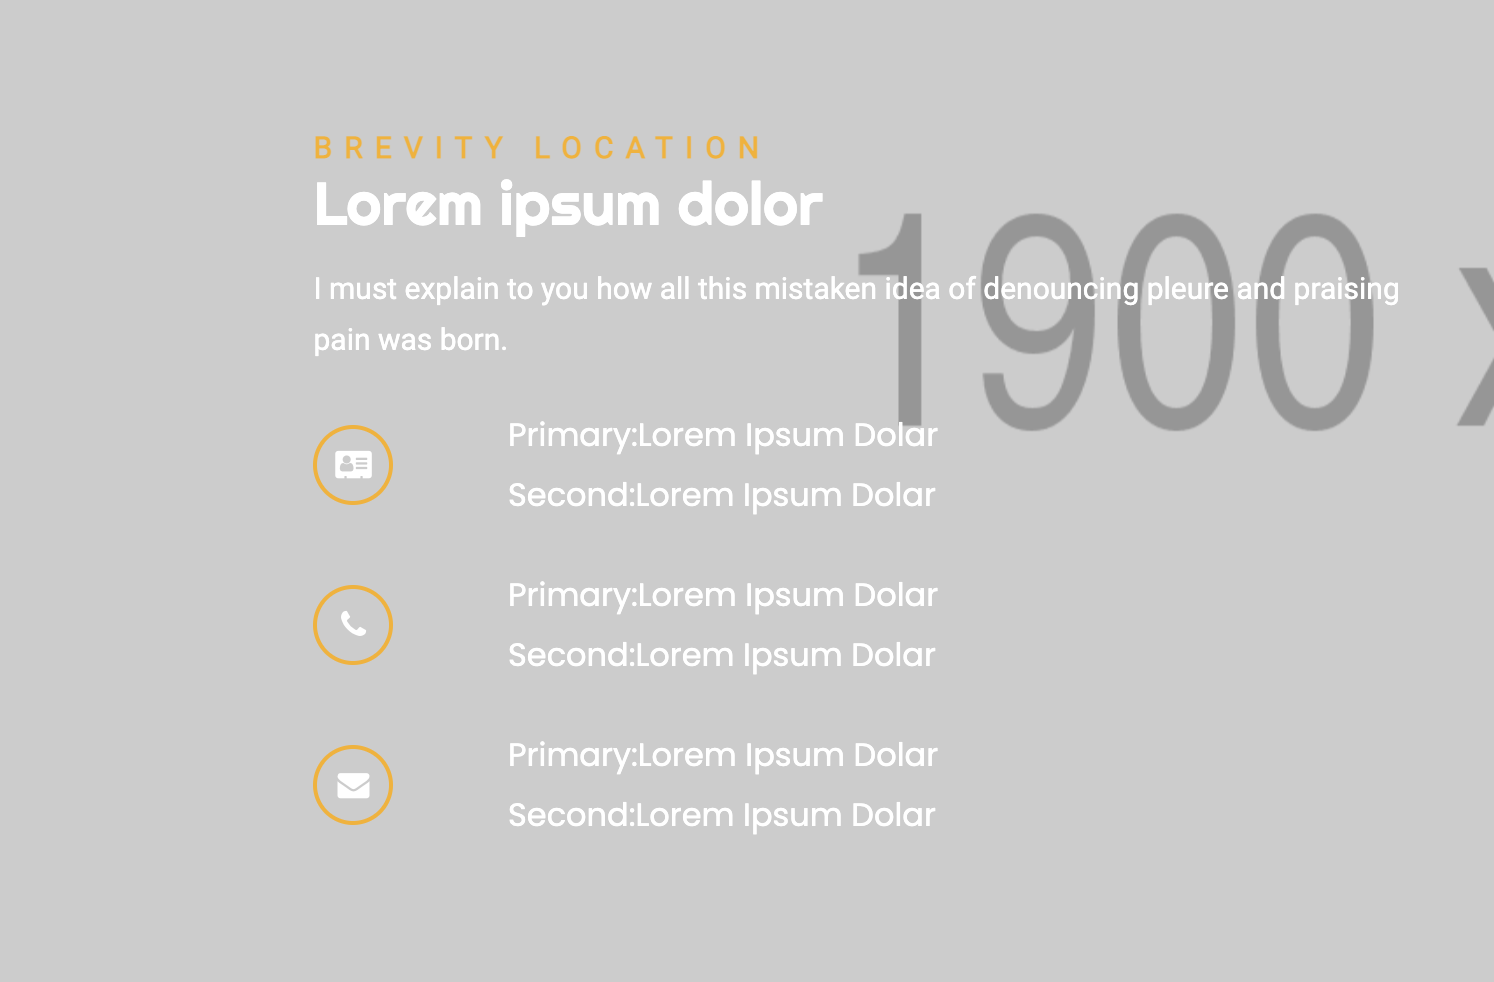 BREVITY LOCATION
Lorem ipsum dolor
1900 x
I must explain to you how all this mistaken idea of denouncing pleure and praising
pain was born.
Primary:Lorem Ipsum Dolar
Second:Lorem Ipsum Dolar
Primary:Lorem Ipsum Dolar
Second:Lorem Ipsum Dolar
Primary:Lorem Ipsum Dolar
Second:Lorem Ipsum Dolar